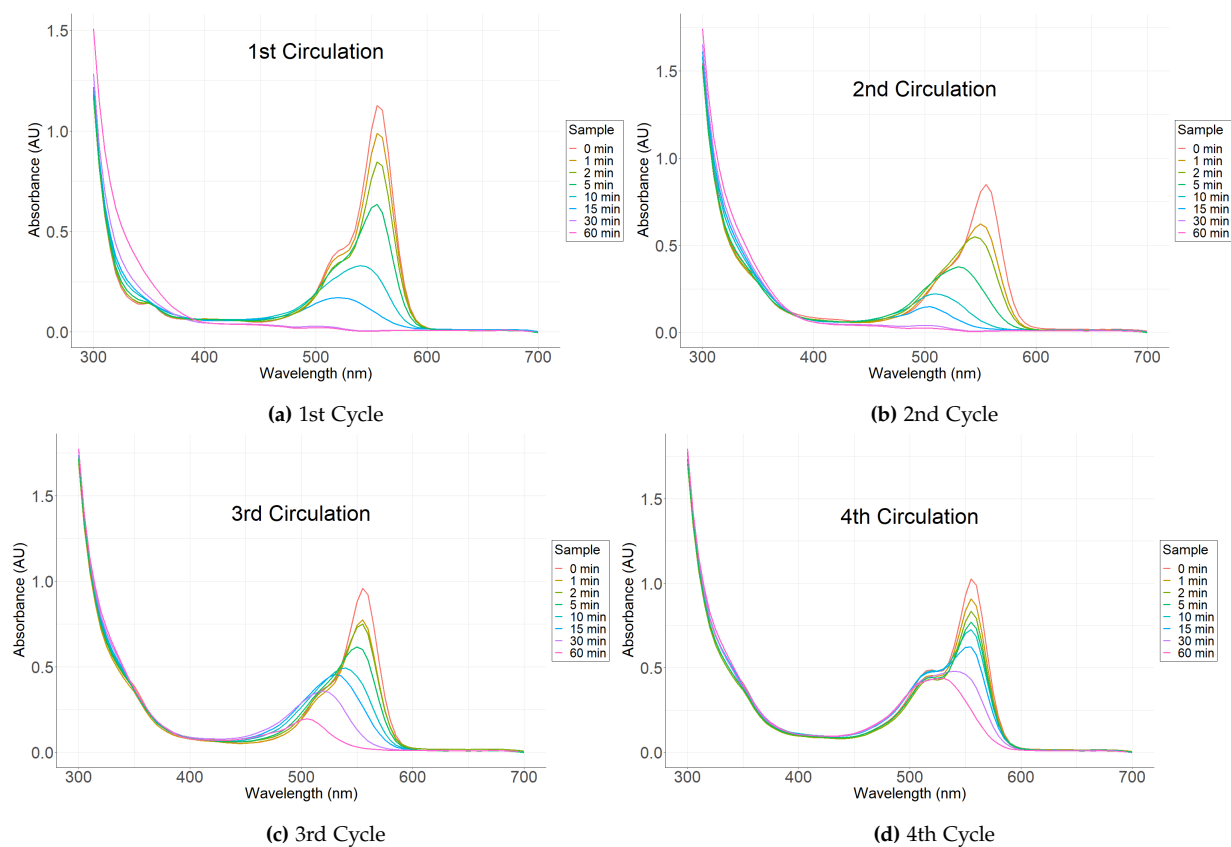 1st Circulation
Absorbance (AU)
1.5
1.0
0.5
0.0
300
400
500
600
700
Wavelength (nm)
Sample
0 min
1 min
2 min
5 min
10 min
15 min
30 min
60 min
(a) 1st Cycle
2nd Circulation
Absorbance (AU)
1.5
1.0
0.5
0.0
300
400
500
600
700
Wavelength (nm)
Sample
0 min
1 min
2 min
5 min
10 min
15 min
30 min
60 min
(b) 2nd Cycle
3rd Circulation
Absorbance (AU)
1.5
1.0
0.5
0.0
300
400
500
600
700
Wavelength (nm)
Sample
0 min
1 min
2 min
5 min
10 min
15 min
30 min
60 min
(c) 3rd Cycle
4th Circulation
Absorbance (AU)
1.5
1.0
0.5
0.0
300
400
500
600
700
Wavelength (nm)
Sample
0 min
1 min
2 min
5 min
10 min
15 min
30 min
60 min
(d) 4th Cycle